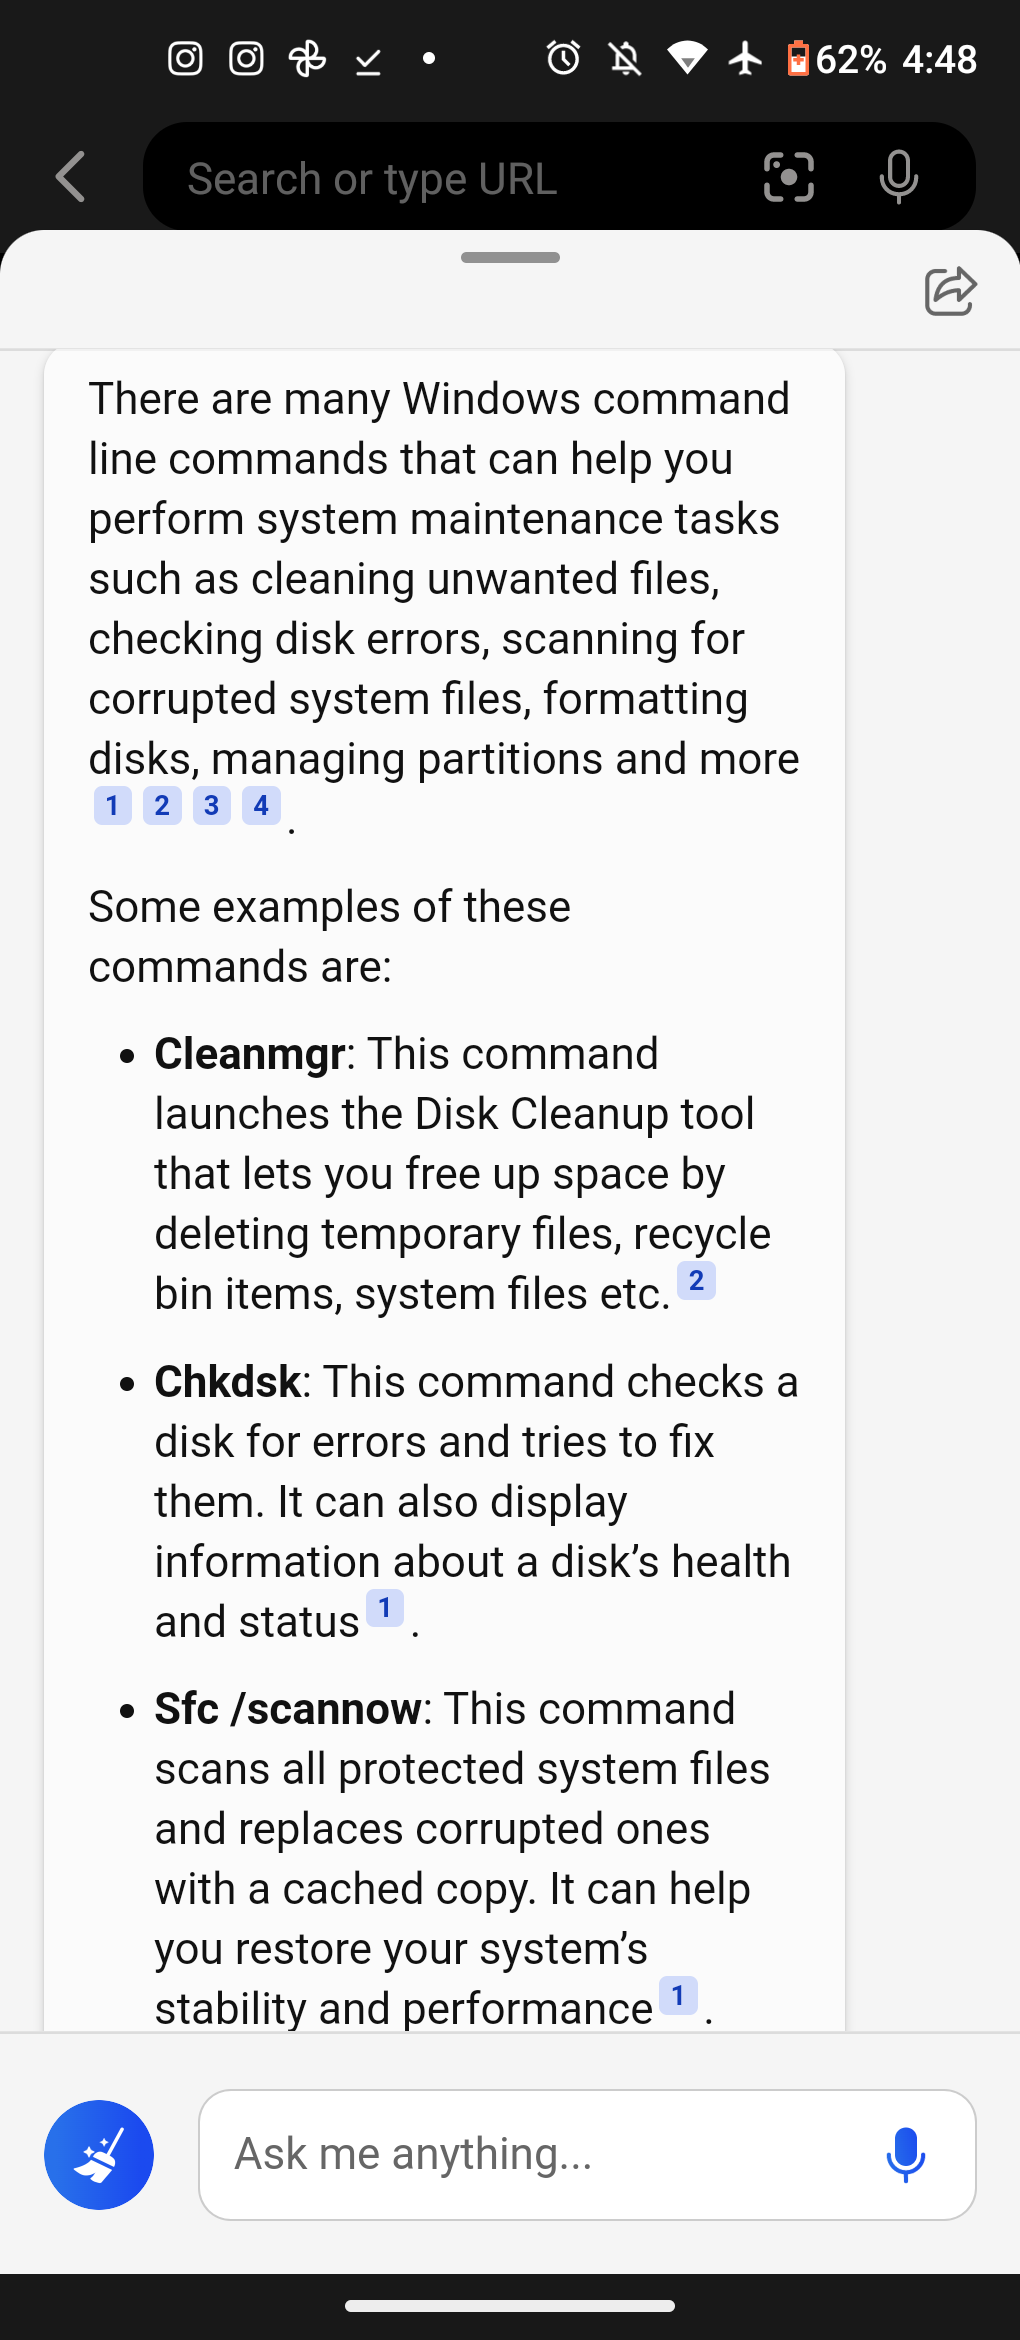 62% 4:48
Search or type URL
There are many Windows command
line commands that can help you
perform system maintenance tasks
such as cleaning unwanted files,
checking disk errors, scanning for
corrupted system files, formatting
disks, managing partitions and more
1 2 3 4 .
Some examples of these
commands are:
• Cleanmgr: This command
launches the Disk Cleanup tool
that lets you free up space by
deleting temporary files, recycle
bin items, system files etc. 2
• Chkdsk: This command checks a
disk for errors and tries to fix
them. It can also display
information about a disk’s health
and status 1 .
• Sfc /scannow: This command
scans all protected system files
and replaces corrupted ones
with a cached copy. It can help
you restore your system’s
stability and performance 1 .
Ask me anything...